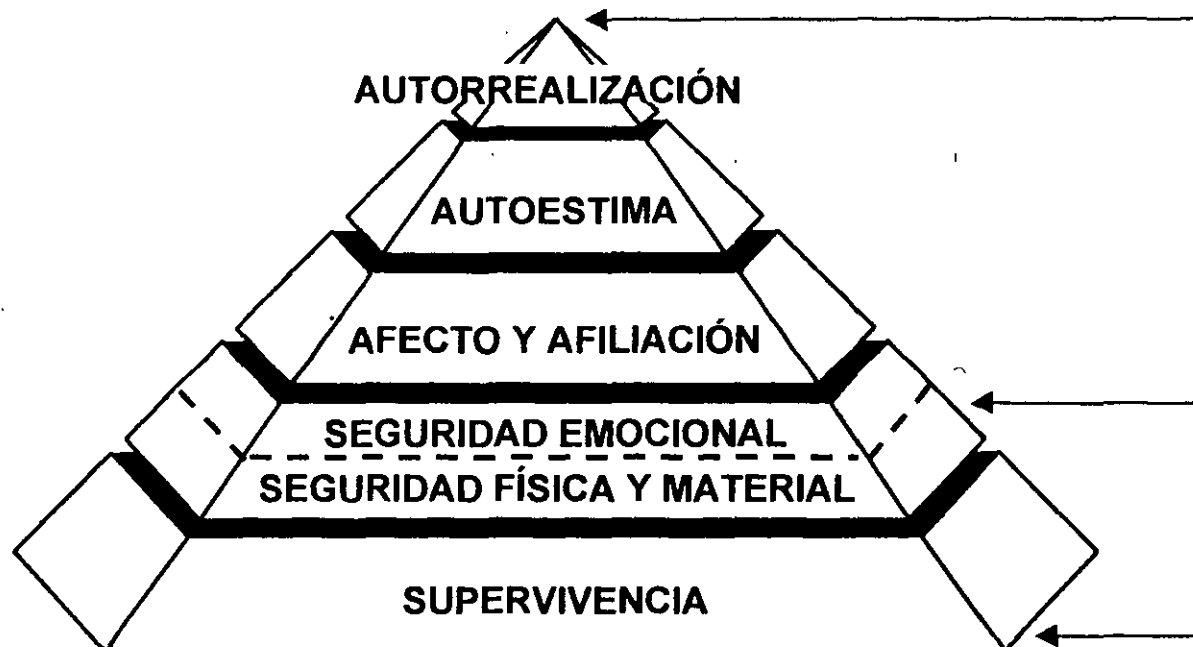 AUTORREALIZACIÓN
AUTOESTIMA
AFECTO Y AFILIACIÓN
SEGURIDAD EMOCIONAL
SEGURIDAD FÍSICA Y MATERIAL
SUPERVIVENCIA